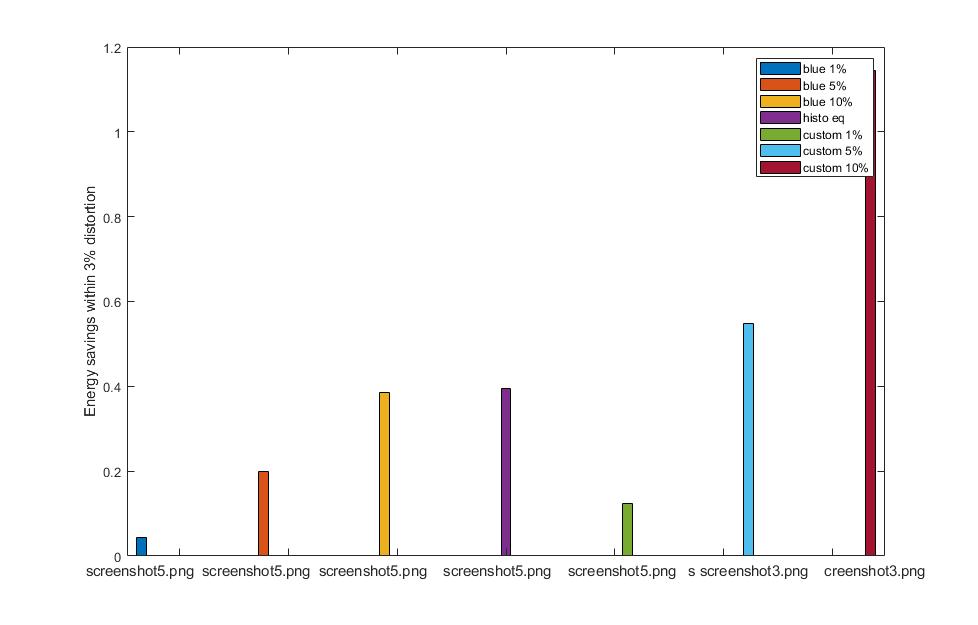 1.2
1
0.8
0.6
0.4
0.2
0
Energy savings within 3% distortion
blue 1%
blue 5%
blue 10%
histo eq
custom 1%
custom 5%
custom 10%
screenshot5.png screenshot5.png screenshot5.png screenshot5.png screenshot5.png s screenshot3.png creenshot3.png